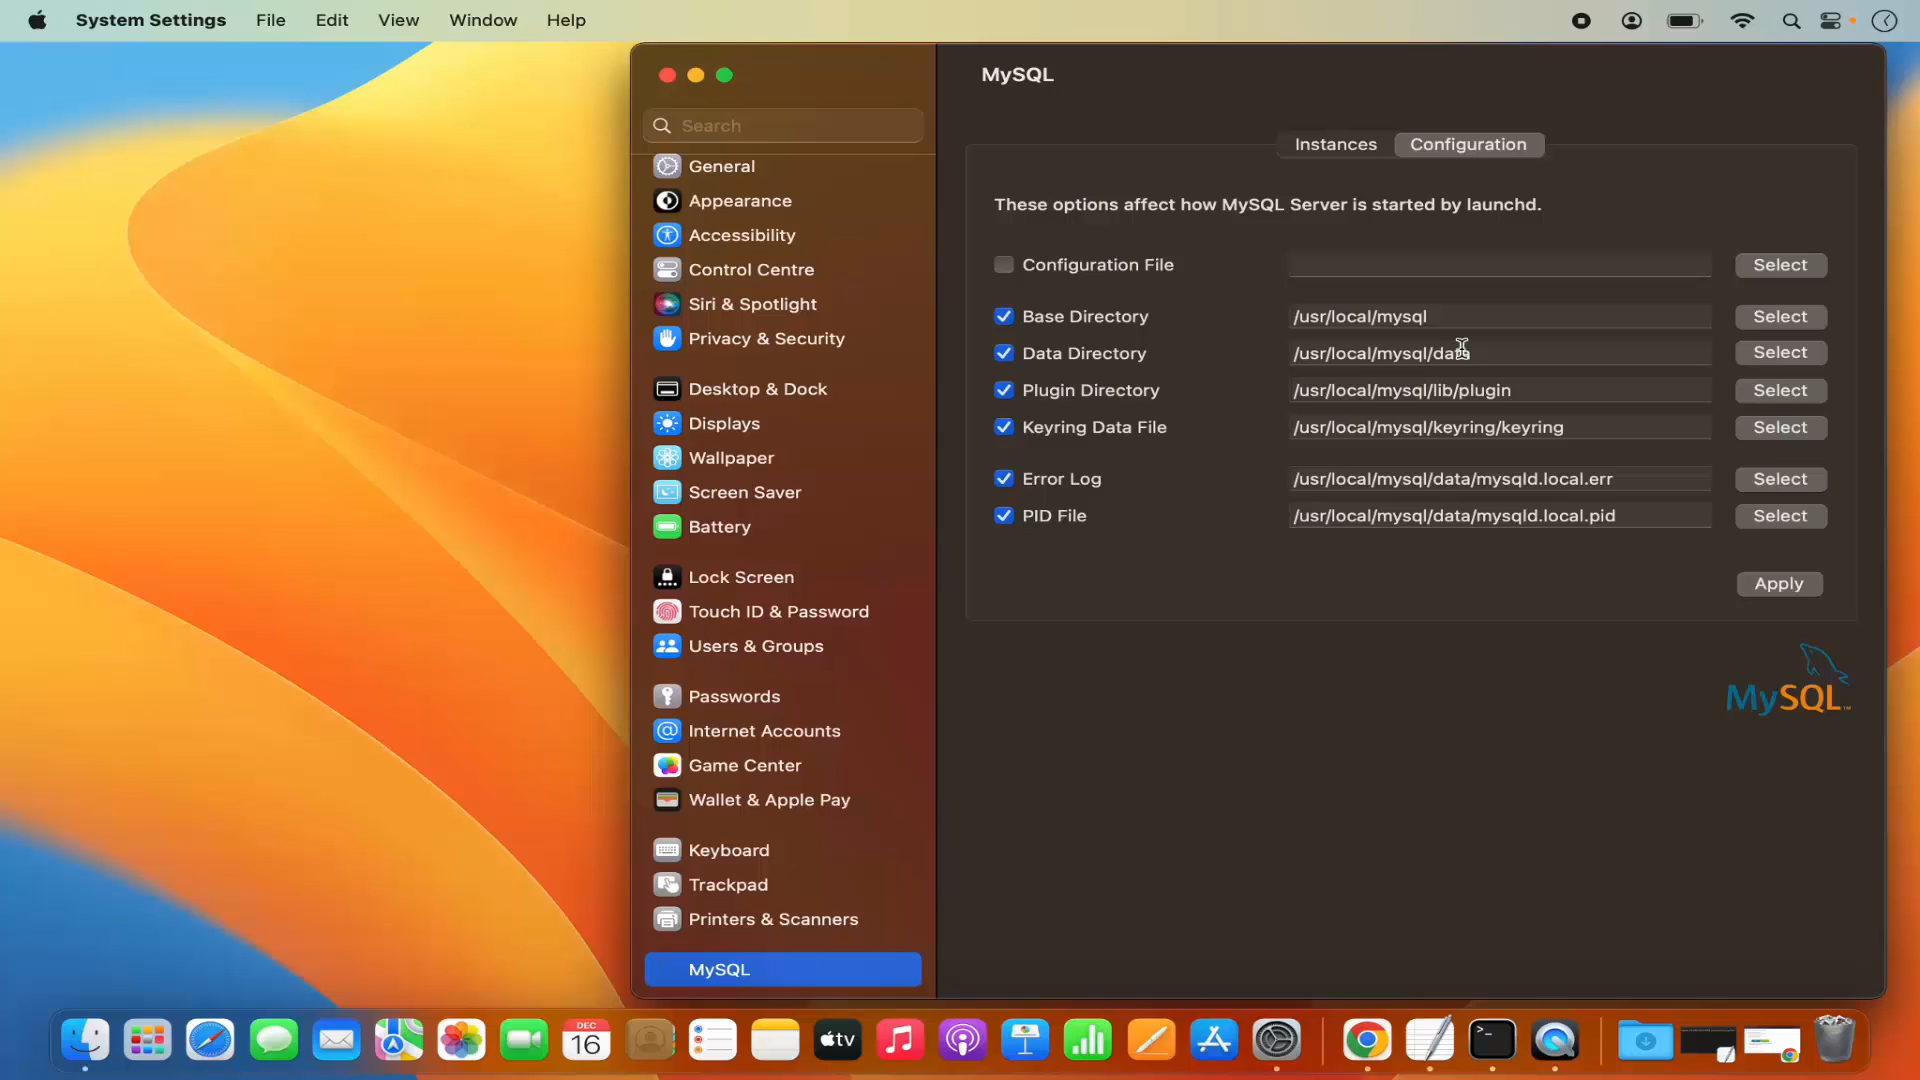 System Settings File Edit View Window Help
MySQL
Search
Instances Configuration
General
Appearance
Accessibility
Control Centre
Siri & Spotlight
Privacy & Security
Desktop & Dock
Displays
Wallpaper
Screen Saver
Battery
Lock Screen
Touch ID & Password
Users & Groups
Passwords
Internet Accounts
Game Center
Wallet & Apple Pay
Keyboard
Trackpad
Printers & Scanners
MySQL
These options affect how MySQL Server is started by launchd.
Configuration File Select
Base Directory /usr/local/mysql Select
Data Directory /usr/local/mysql/data Select
Plugin Directory /usr/local/mysql/lib/plugin Select
Keyring Data File /usr/local/mysql/keyring/keyring Select
Error Log /usr/local/mysql/data/mysqld.local.err Select
PID File /usr/local/mysql/data/mysqld.local.pid Select
Apply
MySQL™
DEC
16
tv
>_